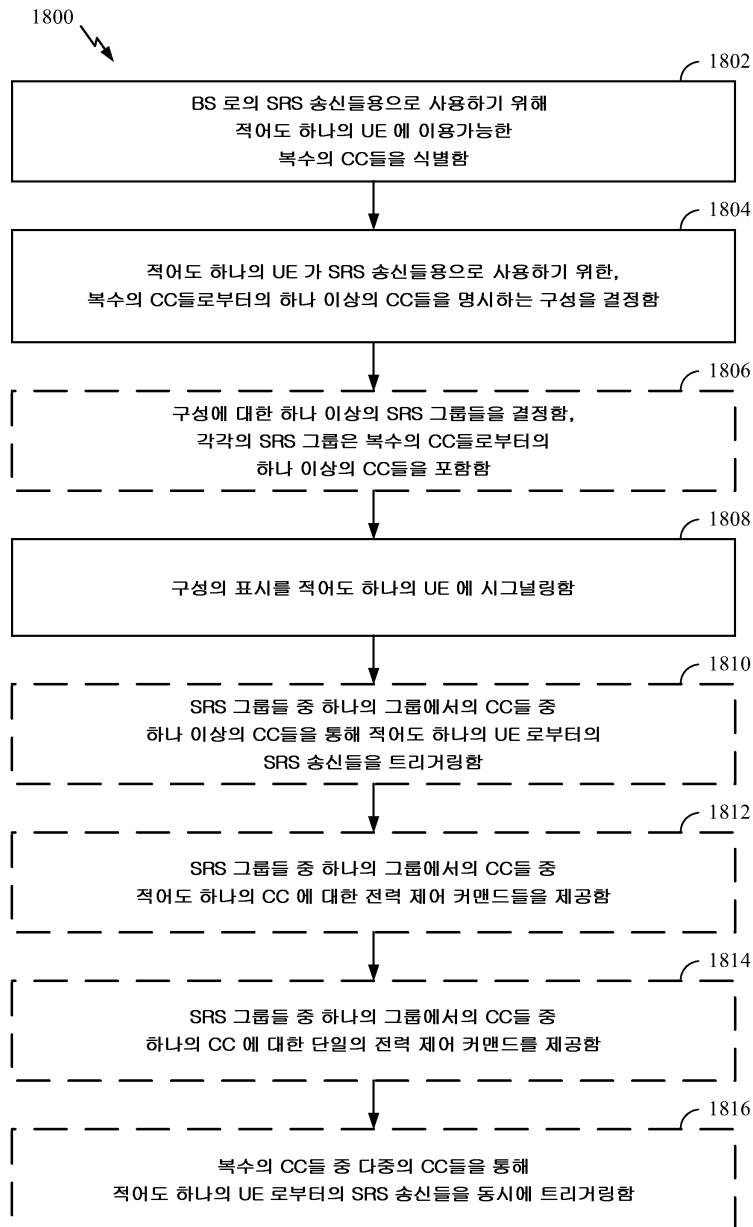 1800
1802
BS 로의 SRS 송신들용으로 사용하기 위해
적어도 하나의 UE 에 이용가능한
복수의 CC들을 식별함
1804
적어도 하나의 UE 가 SRS 송신들용으로 사용하기 위한,
복수의 CC들로부터의 하나 이상의 CC들을 명시하는 구성을 결정함
1806
구성에 대한 하나 이상의 SRS 그룹들을 결정함,
각각의 SRS 그룹은 복수의 CC들로부터의
하나 이상의 CC들을 포함함
1808
구성의 표시를 적어도 하나의 UE 에 시그널링함
1810
SRS 그룹들 중 하나의 그룹에서의 CC들 중
하나 이상의 CC들을 통해 적어도 하나의 UE 로부터의
SRS 송신들을 트리거링함
1812
SRS 그룹들 중 하나의 그룹에서의 CC들 중
적어도 하나의 CC 에 대한 전력 제어 커맨드들을 제공함
1814
SRS 그룹들 중 하나의 그룹에서의 CC들 중
하나의 CC 에 대한 단일의 전력 제어 커맨드를 제공함
1816
복수의 CC들 중 다중의 CC들을 통해
적어도 하나의 UE 로부터의 SRS 송신들을 동시에 트리거링함